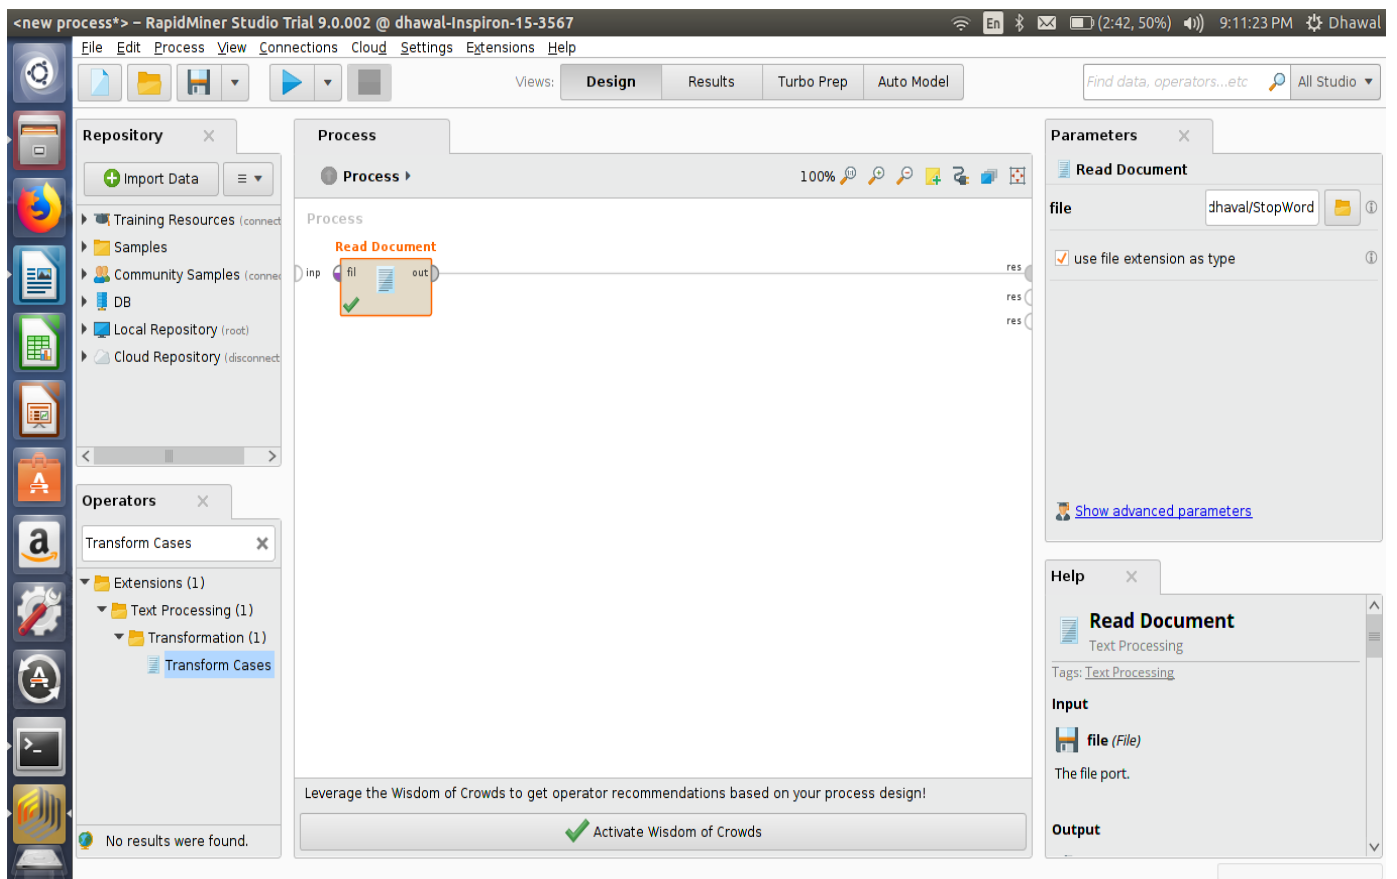 <new process*> – RapidMiner Studio Trial 9.0.002 @ dhawal-Inspiron-15-3567
En
(2:42, 50%)
9:11:23 PM
Dhawal
File Edit Process View Connections Cloud Settings Extensions Help
Views:
Design
Results
Turbo Prep
Auto Model
Find data, operators...etc
All Studio
Repository
Import Data
Training Resources (connect
Samples
Community Samples (connec
DB
Local Repository (root)
Cloud Repository (disconnect
Operators
Transform Cases
Extensions (1)
Text Processing (1)
Transformation (1)
Transform Cases
No results were found.
Process
Process
100%
Process
Read Document
inp
fil
out
res
res
res
Leverage the Wisdom of Crowds to get operator recommendations based on your process design!
Activate Wisdom of Crowds
Parameters
Read Document
file
dhaval/StopWord
use file extension as type
Show advanced parameters
Help
Read Document
Text Processing
Tags: Text Processing
Input
file (File)
The file port.
Output